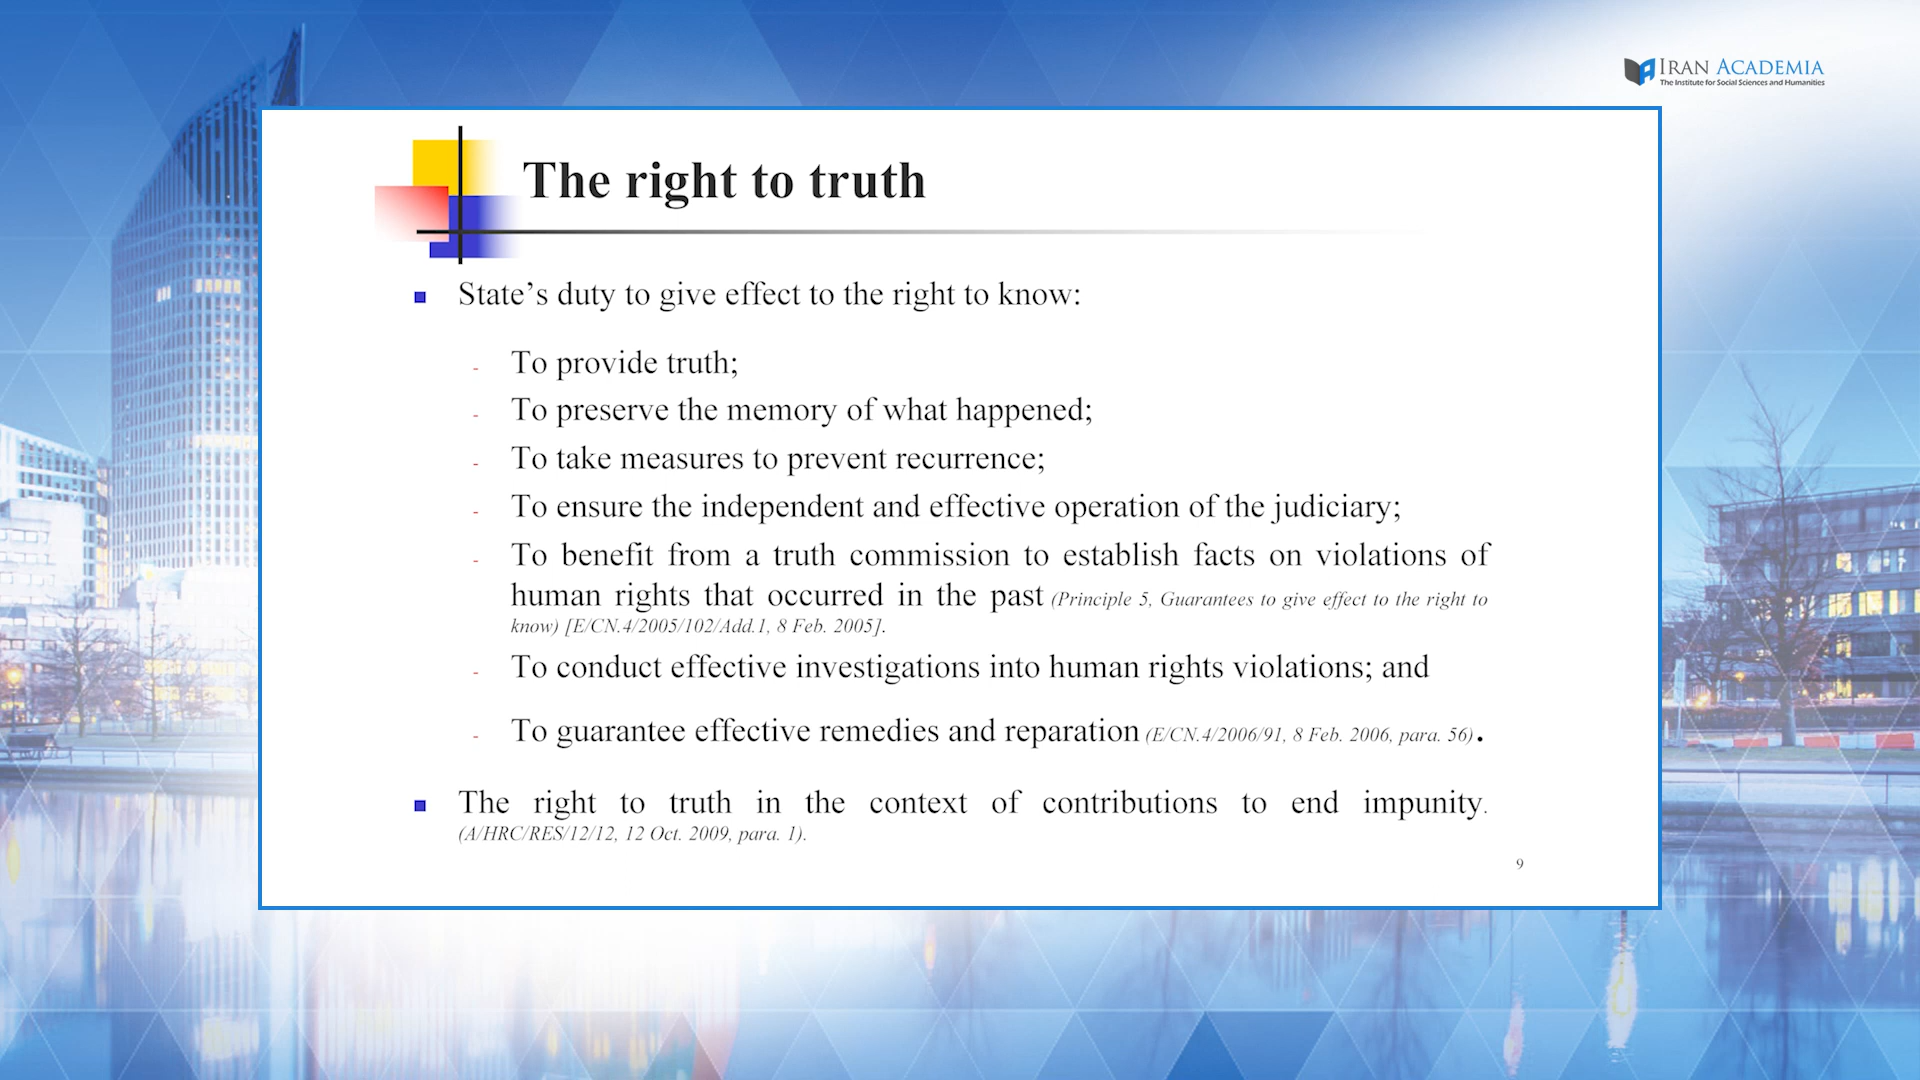 IRAN ACADEMIA
The Institute for Social Sciences and Humanities
The right to truth
State’s duty to give effect to the right to know:
- To provide truth;
- To preserve the memory of what happened;
- To take measures to prevent recurrence;
- To ensure the independent and effective operation of the judiciary;
- To benefit from a truth commission to establish facts on violations of
human rights that occurred in the past (Principle 5, Guarantees to give effect to the right to
know) [E/CN.4/2005/102/Add.1, 8 Feb. 2005].
- To conduct effective investigations into human rights violations; and
- To guarantee effective remedies and reparation (E/CN.4/2006/91, 8 Feb. 2006, para. 56).
The right to truth in the context of contributions to end impunity.
(A/HRC/RES/12/12, 12 Oct. 2009, para. 1).
9